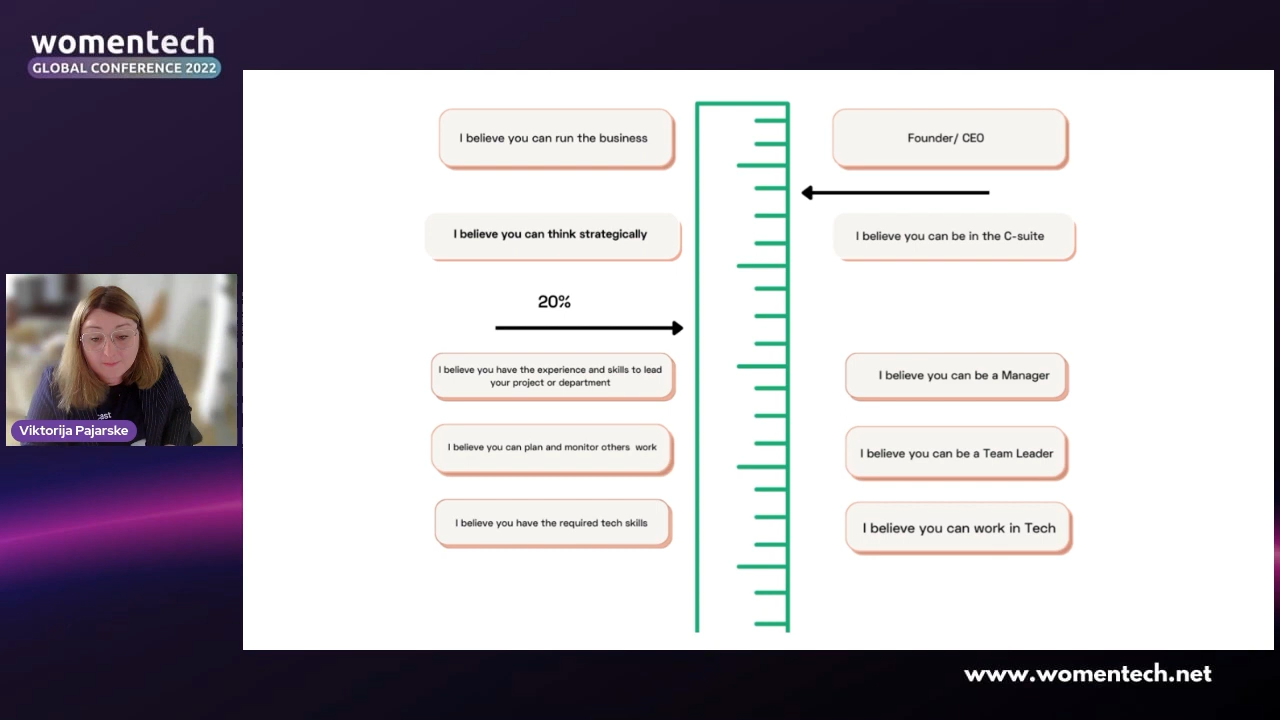 womentech
GLOBAL CONFERENCE 2022
I believe you can run the business
Founder/ CEO
I believe you can think strategically
I believe you can be in the C-suite
20%
I believe you have the experience and skills to lead
your project or department
I believe you can be a Manager
I believe you can plan and monitor others work
I believe you can be a Team Leader
I believe you have the required tech skills
I believe you can work in Tech
ast
Viktorija Pajarske
www.womentech.net